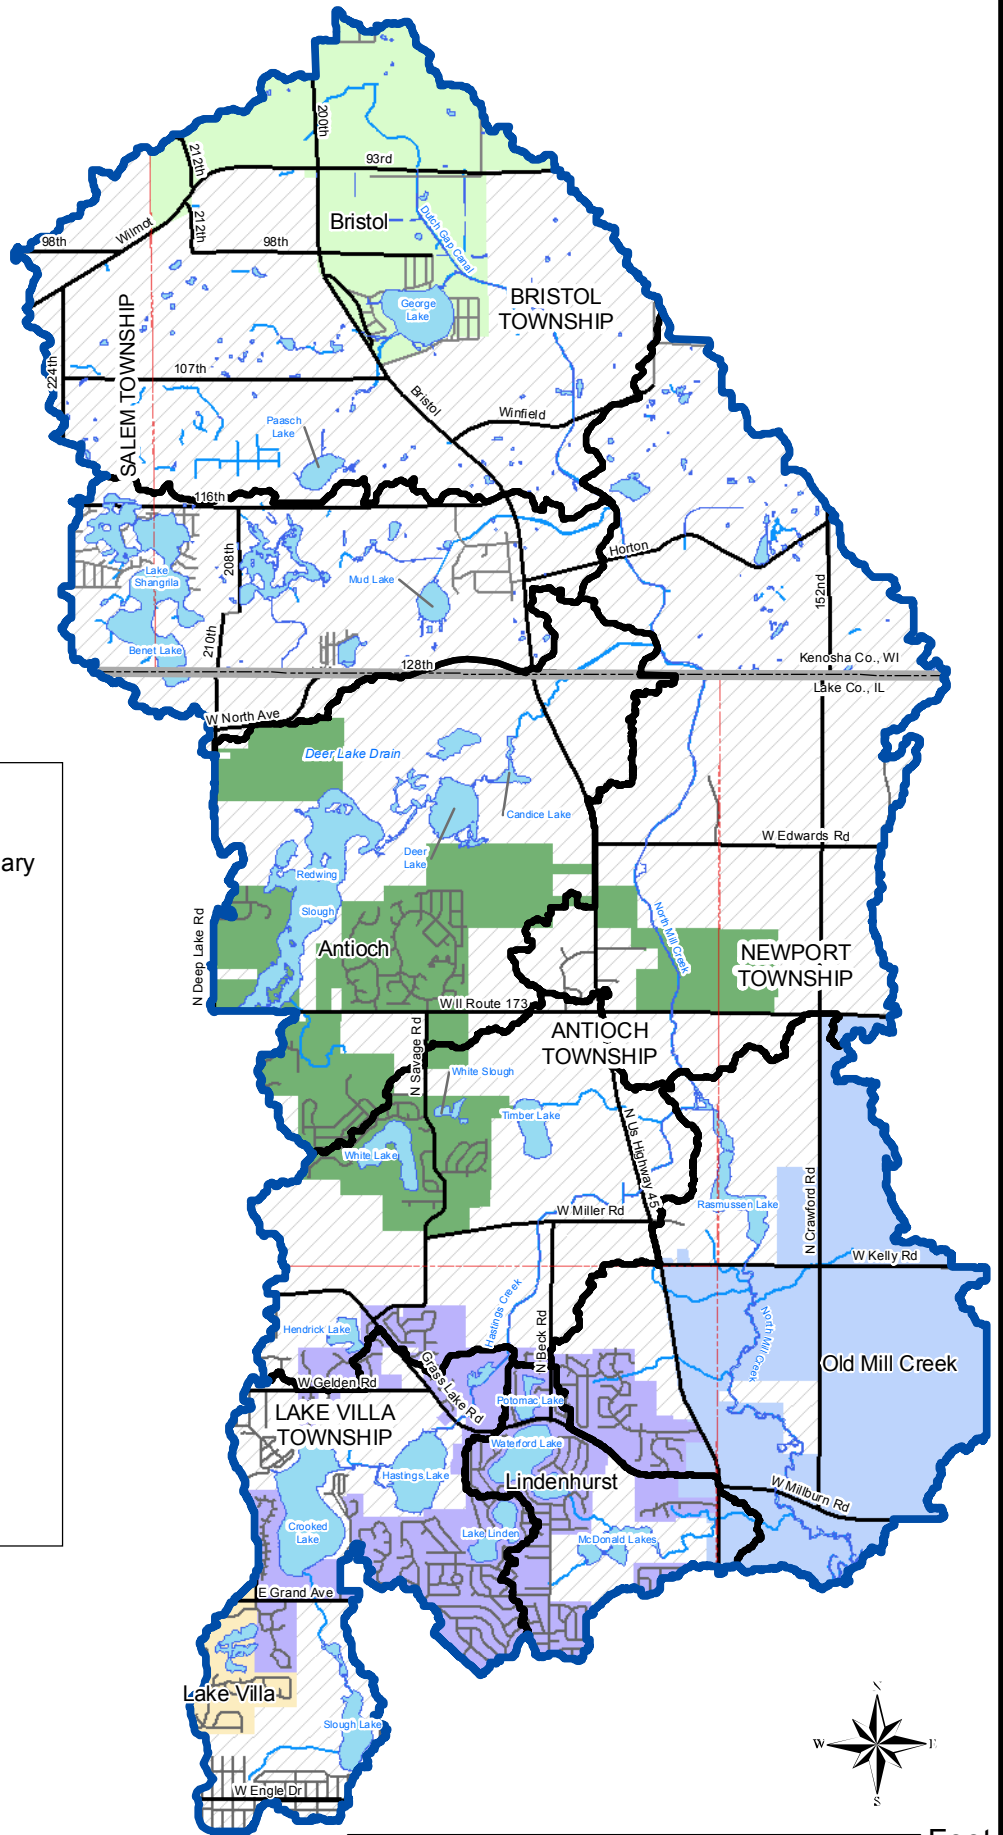 200th
212th
93rd
212th
Bristol
Dutch Gap Canal
98th
Wilmot
98th
BRISTOL
TOWNSHIP
George
Lake
SALEM TOWNSHIP
224th
107th
Bristol
Winfield
Paasch
Lake
116th
208th
Horton
Lake
Shangrila
Mud Lake
152nd
210th
Benet Lake
128th
Kenosha Co., WI
Lake Co., IL
W North Ave
Deer Lake Drain
Candice Lake
W Edwards Rd
ary
Deer
Lake
Redwing
Slough
N Deep Lake Rd
Antioch
North Mill Creek
NEWPORT
TOWNSHIP
W Il Route 173
ANTIOCH
TOWNSHIP
N Savage Rd
White Slough
Timber Lake
N Us Highway 45
White Lake
Rasmussen Lake
N Crawford Rd
W Miller Rd
W Kelly Rd
Hastings Creek
North Mill Creek
Hendrick Lake
N Beck Rd
Old Mill Creek
Grass Lake Rd
W Gelden Rd
Potomac Lake
LAKE VILLA
TOWNSHIP
Waterford Lake
Hastings Lake
Lindenhurst
W Millburn Rd
Crooked
Lake
Lake Linden
McDonald Lakes
E Grand Ave
Lake Villa
Slough Lake
N
W
E
S
W Engle Dr
Feet